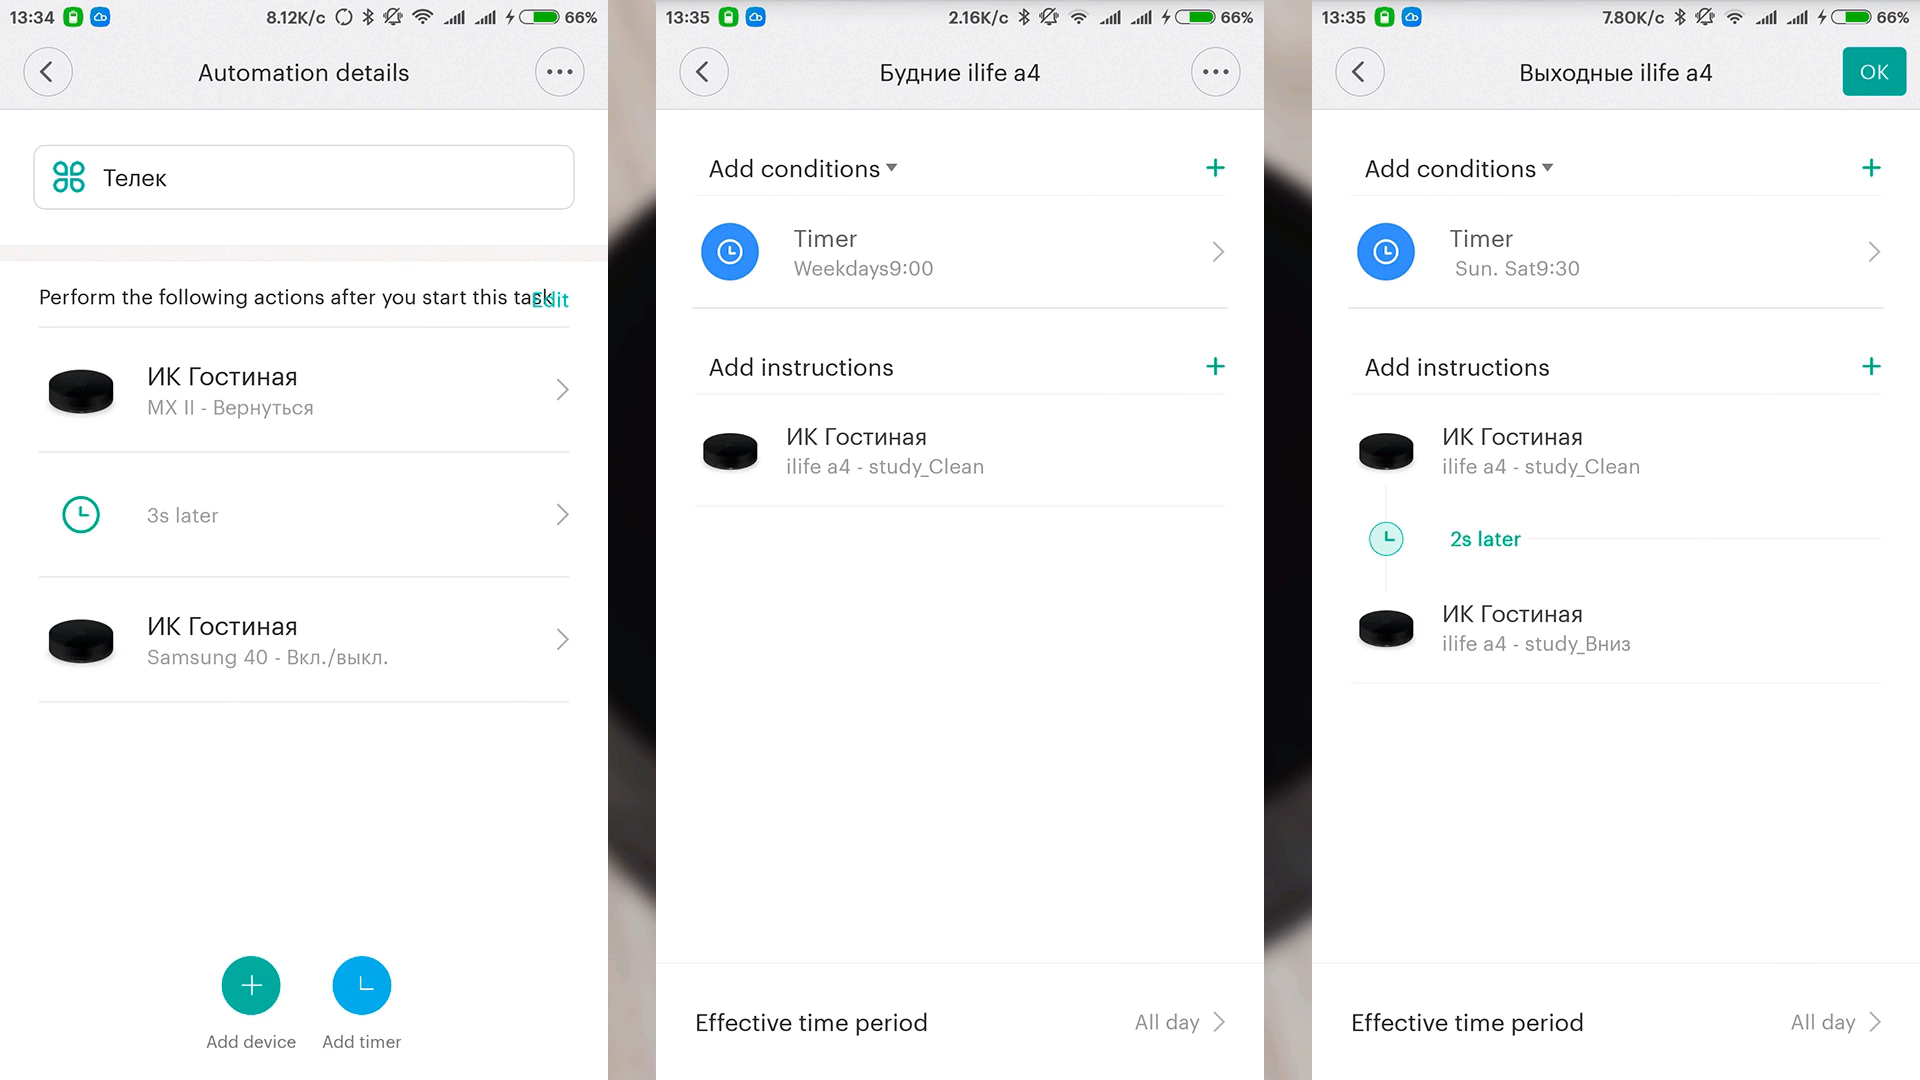 13:34 8.12K/c 66%
Automation details
Телек
Perform the following actions after you start this task
Edit
ИК Гостиная
MX II - Вернуться
3s later
ИК Гостиная
Samsung 40 - Вкл./выкл.
Add device
Add timer
13:35 2.16K/c 66%
Будние ilife a4
Add conditions
Timer
Weekdays9:00
Add instructions
ИК Гостиная
ilife a4 - study_Clean
Effective time period
All day
13:35 7.80K/c 66%
Выходные ilife a4
OK
Add conditions
Timer
Sun. Sat9:30
Add instructions
ИК Гостиная
ilife a4 - study_Clean
2s later
ИК Гостиная
ilife a4 - study_Вниз
Effective time period
All day